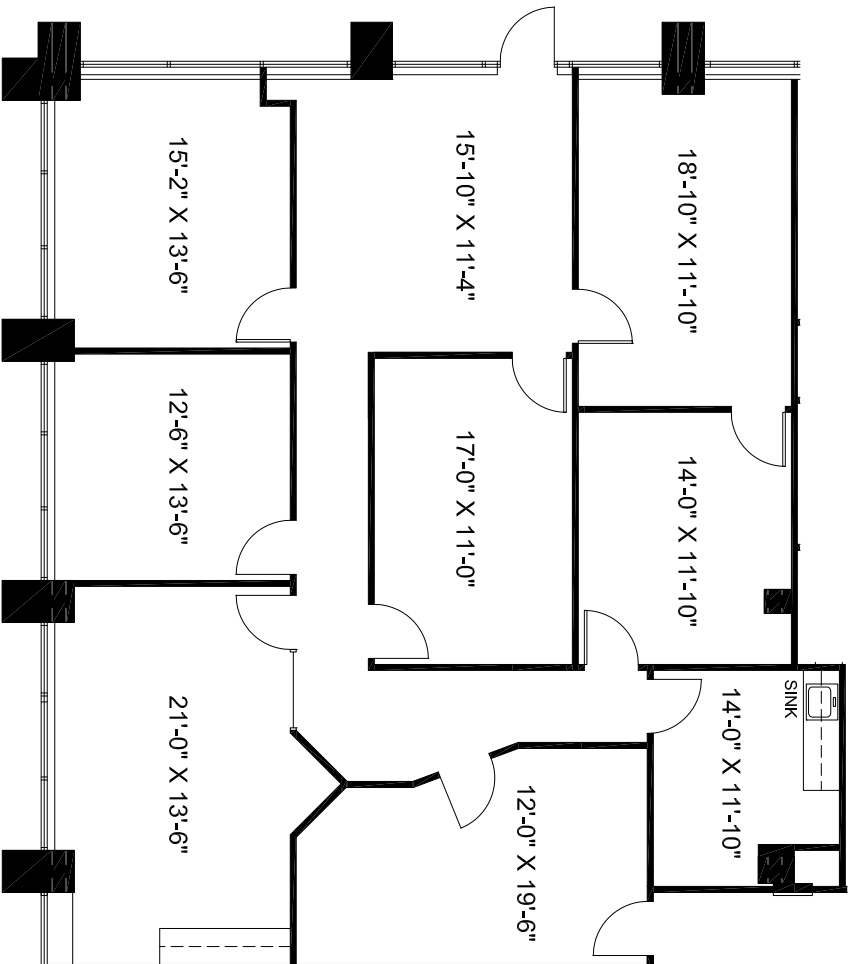 15'-2" X 13'-6"
15'-10" X 11'-4"
18'-10" X 11'-10"
12'-6" X 13'-6"
17'-0" X 11'-0"
14'-0" X 11'-10"
SINK
14'-0" X 11'-10"
21'-0" X 13'-6"
12'-0" X 19'-6"